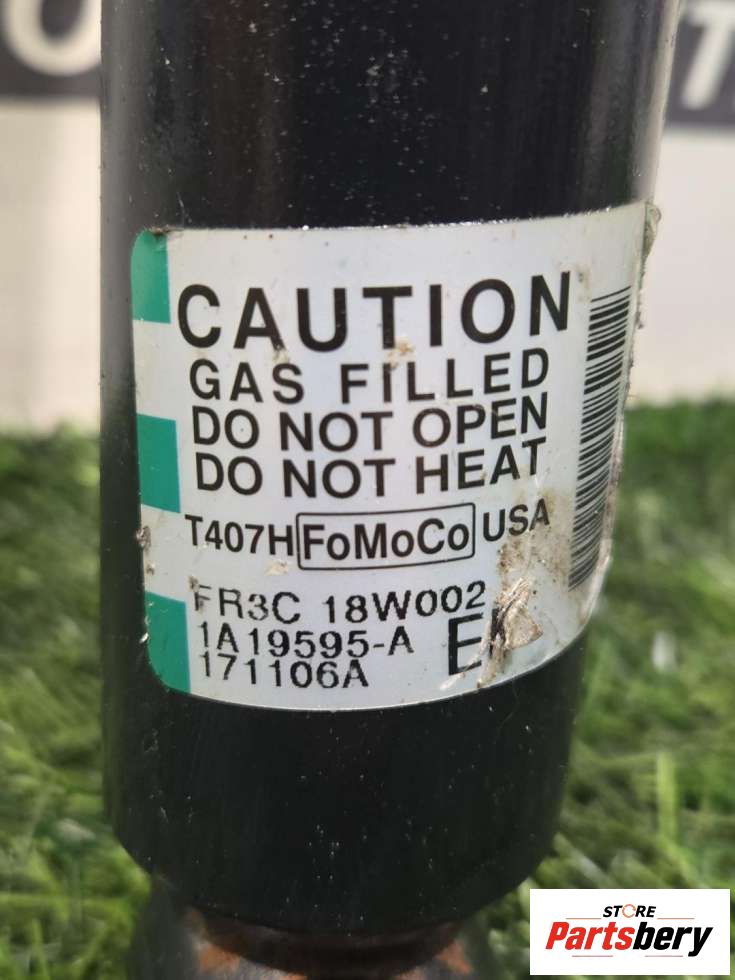 CAUTION
GAS FILLED
DO NOT OPEN
DO NOT HEAT
T407H FoMoCo USA
FR3C 18W002
1A19595-A
171106A
STORE
Partsbery